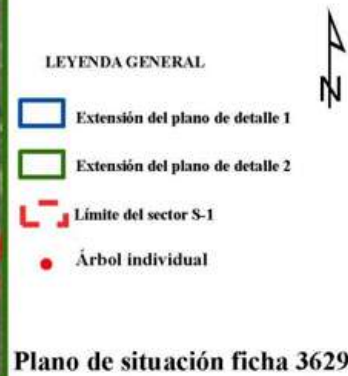 LEYENDA GENERAL
N
Extensión del plano de detalle 1
Extensión del plano de detalle 2
Límite del sector S-1
Árbol individual
Plano de situación ficha 3629